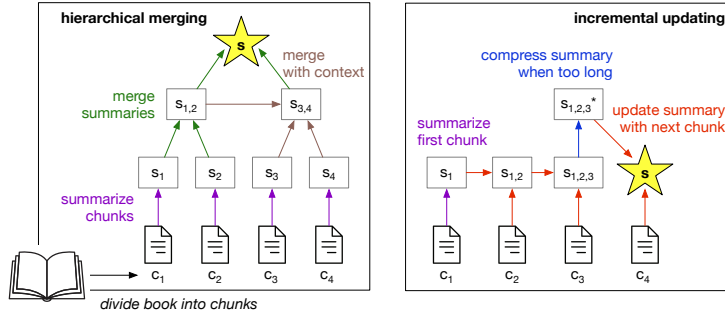 hierarchical merging
s
merge
with context
merge
summaries
s1,2
s3,4
s1
s2
s3
s4
summarize
chunks
c1
c2
c3
c4
divide book into chunks
incremental updating
compress summary
when too long
s1,2,3*
update summary
with next chunk
summarize
first chunk
s1
s1,2
s1,2,3
s
c1
c2
c3
c4